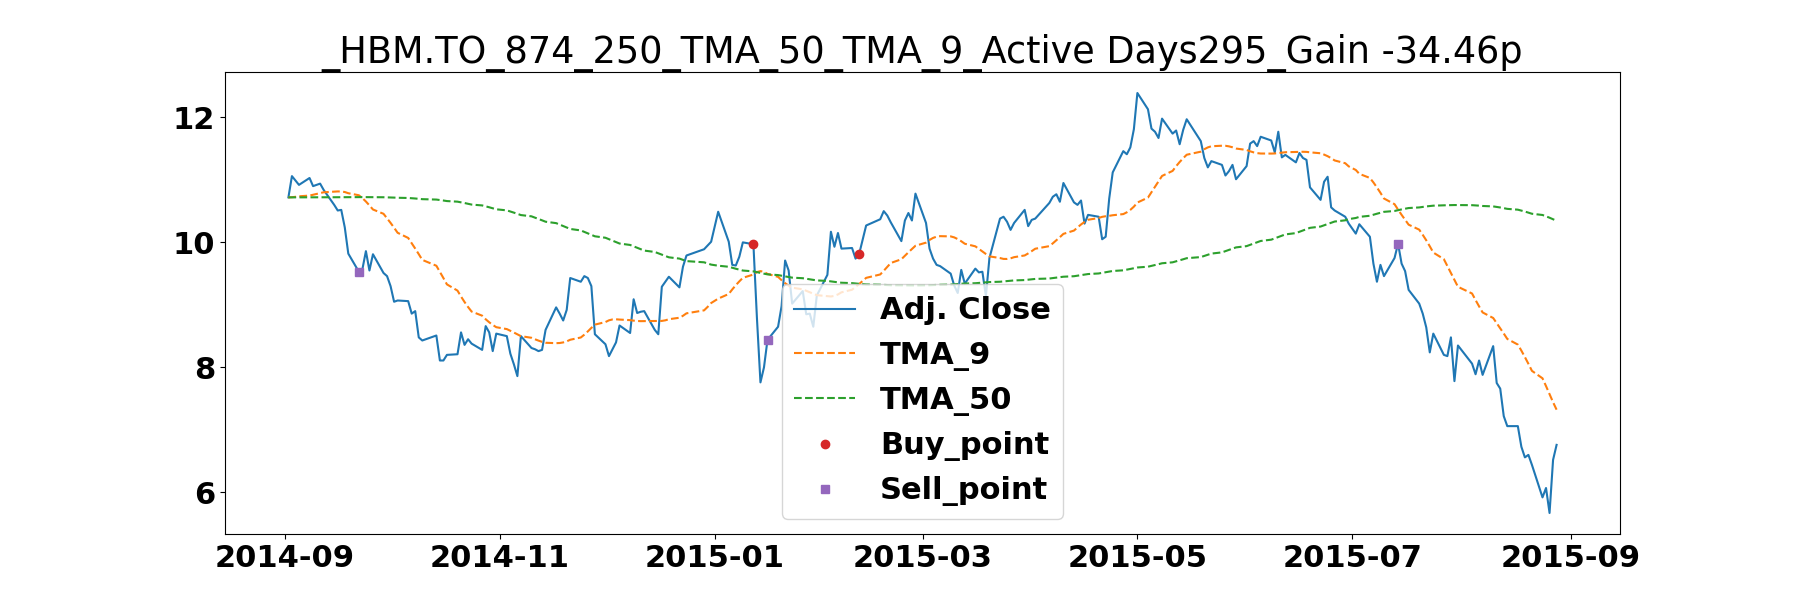 _HBM.TO_874_250_TMA_50_TMA_9_Active Days295_Gain -34.46p
12
10
8
6
Adj. Close
TMA_9
TMA_50
Buy_point
Sell_point
2014-09 2014-11 2015-01 2015-03 2015-05 2015-07 2015-09